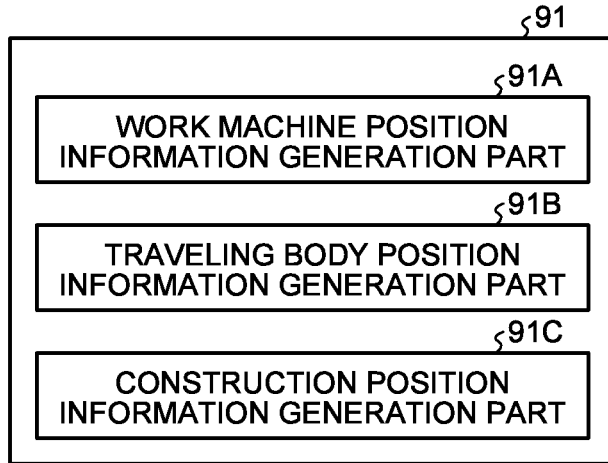 91
91A
WORK MACHINE POSITION
INFORMATION GENERATION PART
91B
TRAVELING BODY POSITION
INFORMATION GENERATION PART
91C
CONSTRUCTION POSITION
INFORMATION GENERATION PART